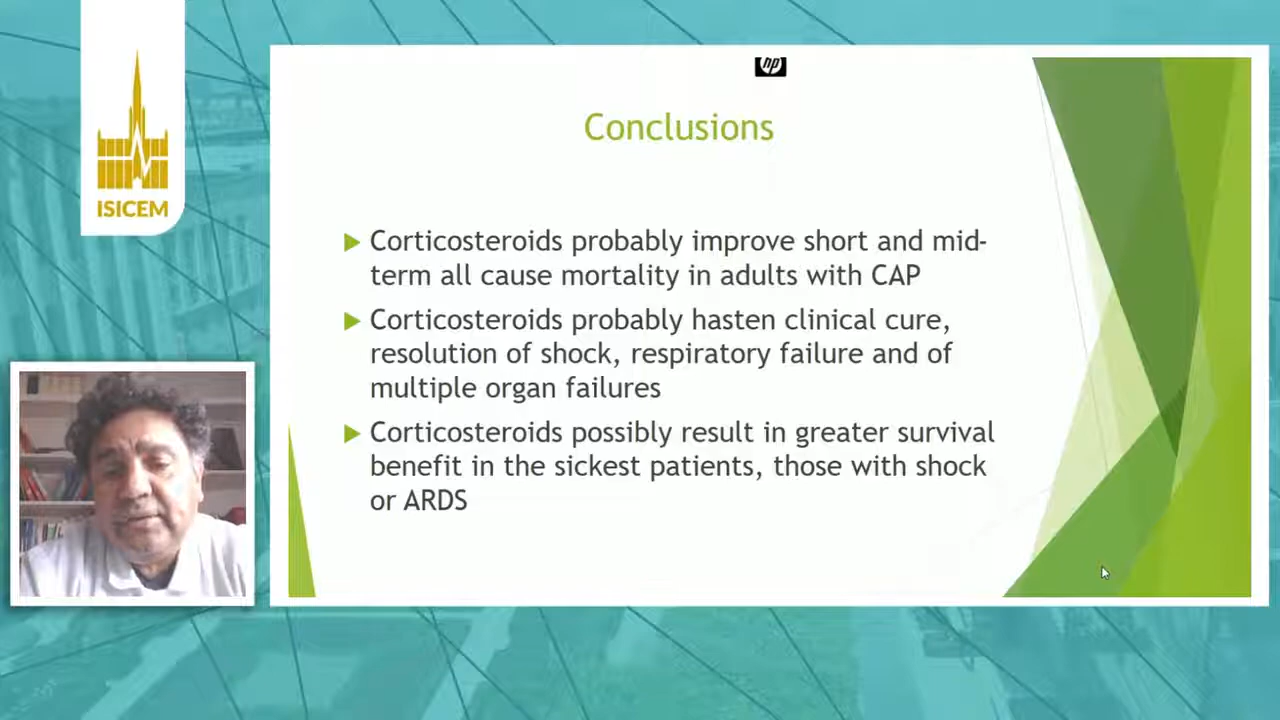 hp
Conclusions
ISICEM
Corticosteroids probably improve short and mid-
term all cause mortality in adults with CAP
Corticosteroids probably hasten clinical cure,
resolution of shock, respiratory failure and of
multiple organ failures
Corticosteroids possibly result in greater survival
benefit in the sickest patients, those with shock
or ARDS